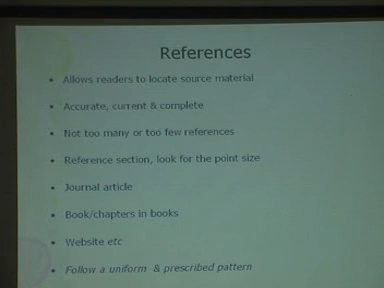 References
• Allows readers to locate source material
• Accurate, current & complete
• Not too many or too few references
• Reference section, look for the point size
• Journal article
• Book/chapters in books
• Website etc
• Follow a uniform & prescribed pattern